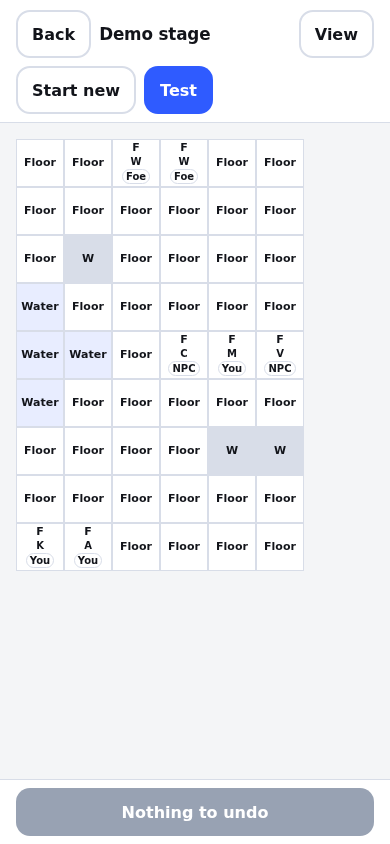 Back Demo stage View
Start new Test
Floor Floor F W Foe F W Foe Floor Floor
Floor Floor Floor Floor Floor Floor
Floor W Floor Floor Floor Floor
Water Floor Floor Floor Floor Floor
Water Water Floor F C NPC F M You F V NPC
Water Floor Floor Floor Floor Floor
Floor Floor Floor Floor W W
Floor Floor Floor Floor Floor Floor
F K You F A You Floor Floor Floor Floor
Nothing to undo